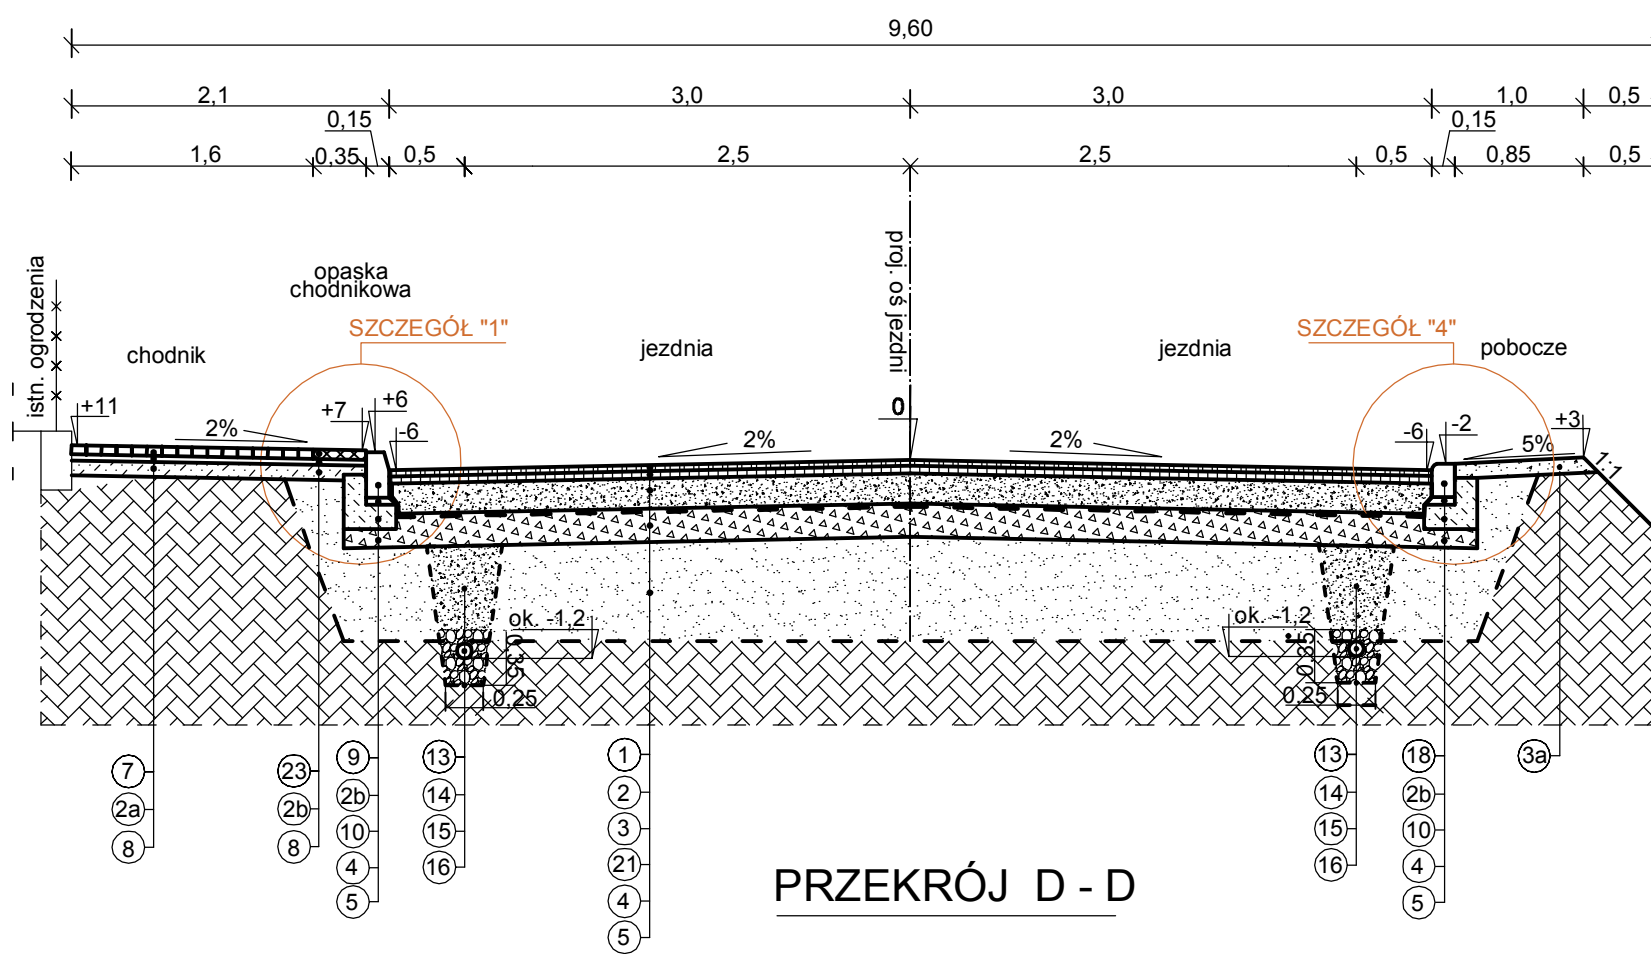 9,60
2,1 3,0 3,0 1,0 0,5
0,15 0,15
1,6 0,35 0,5 2,5 2,5 0,5 0,85 0,5
istn. ogrodzenia
proj. oś jezdni
opaska
chodnikowa
SZCZEGÓŁ "1" SZCZEGÓŁ "4"
chodnik jezdnia jezdnia pobocze
+11 +7 +6 -6 0 -6 -2 +3
2% 2% 2% 5% 1:1
ok. -1,2 ok. -1,2
0,35 0,35
0,25 0,25
7 23 9 13 1 13 18 3a
2a 2b 2b 14 2 14 2b
8 8 10 15 3 15 10
4 16 21 16 4
5 4 5
5
PRZEKRÓJ D - D